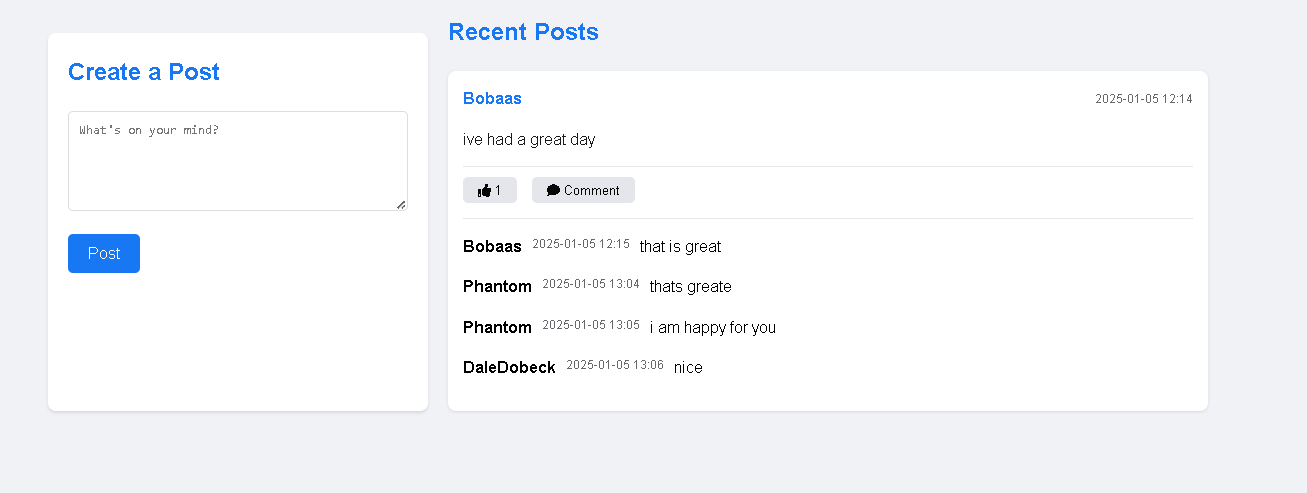 Create a Post
What's on your mind?
Post
Recent Posts
Bobaas 2025-01-05 12:14
ive had a great day
1 Comment
Bobaas 2025-01-05 12:15 that is great
Phantom 2025-01-05 13:04 thats greate
Phantom 2025-01-05 13:05 i am happy for you
DaleDobeck 2025-01-05 13:06 nice